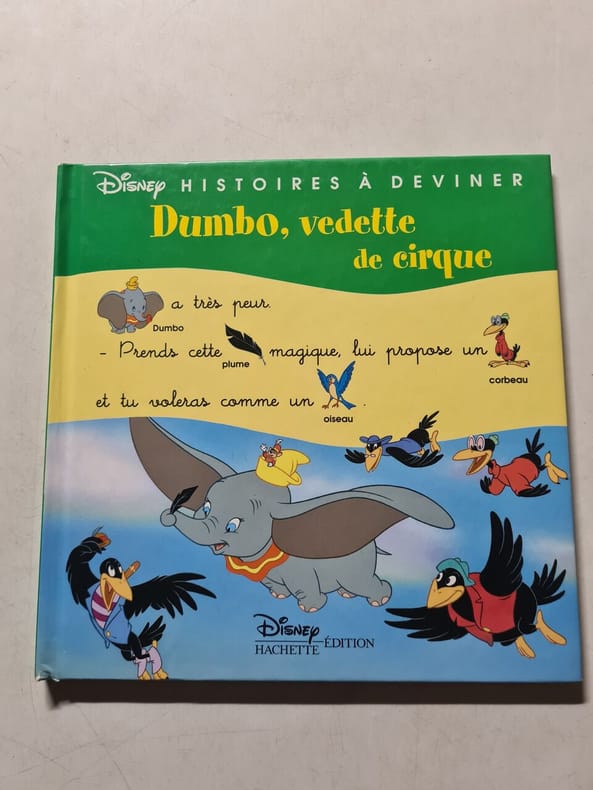 Disney HISTOIRES À DEVINER
Dumbo, vedette
de cirque
a très peur.
Dumbo
- Prends cette magique, lui propose un
plume
corbeau
et tu voleras comme un .
oiseau
Disney
HACHETTE ÉDITION